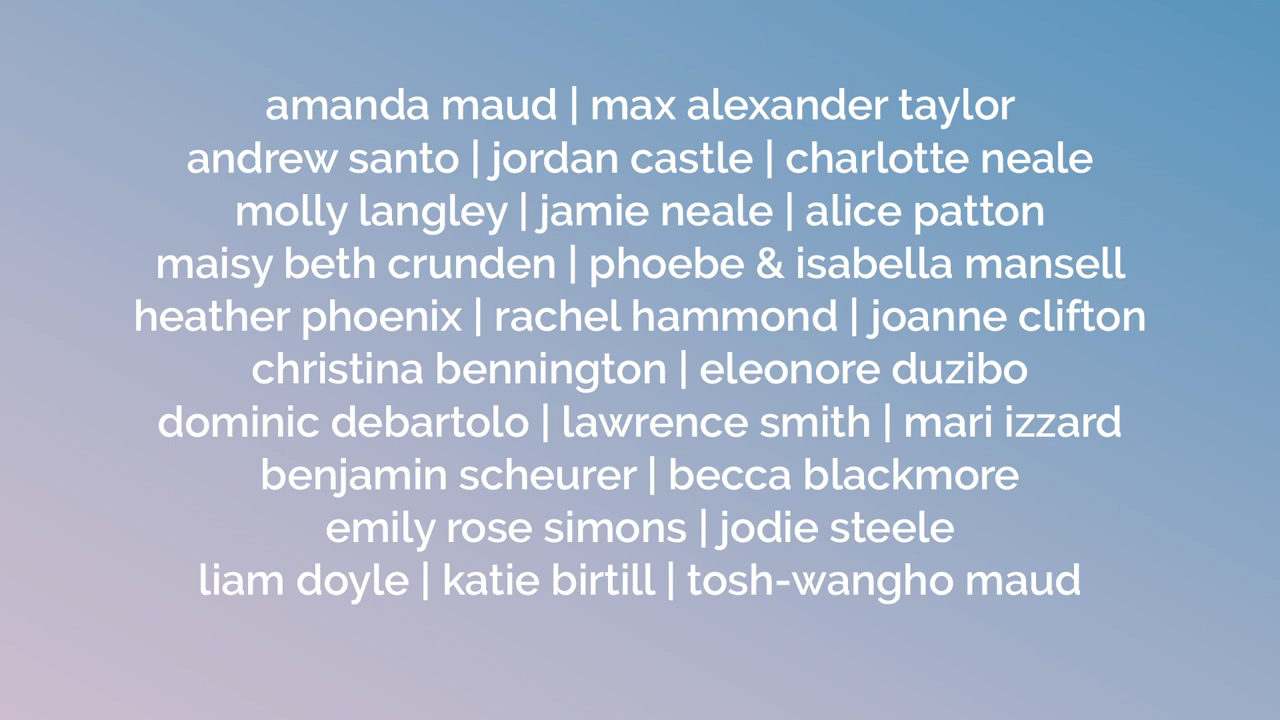 amanda maud | max alexander taylor
andrew santo | jordan castle | charlotte neale
molly langley | jamie neale | alice patton
maisy beth crunden | phoebe & isabella mansell
heather phoenix | rachel hammond | joanne clifton
christina bennington | eleonore duzibo
dominic debartolo | lawrence smith | mari izzard
benjamin scheurer | becca blackmore
emily rose simons | jodie steele
liam doyle | katie birtill | tosh-wangho maud